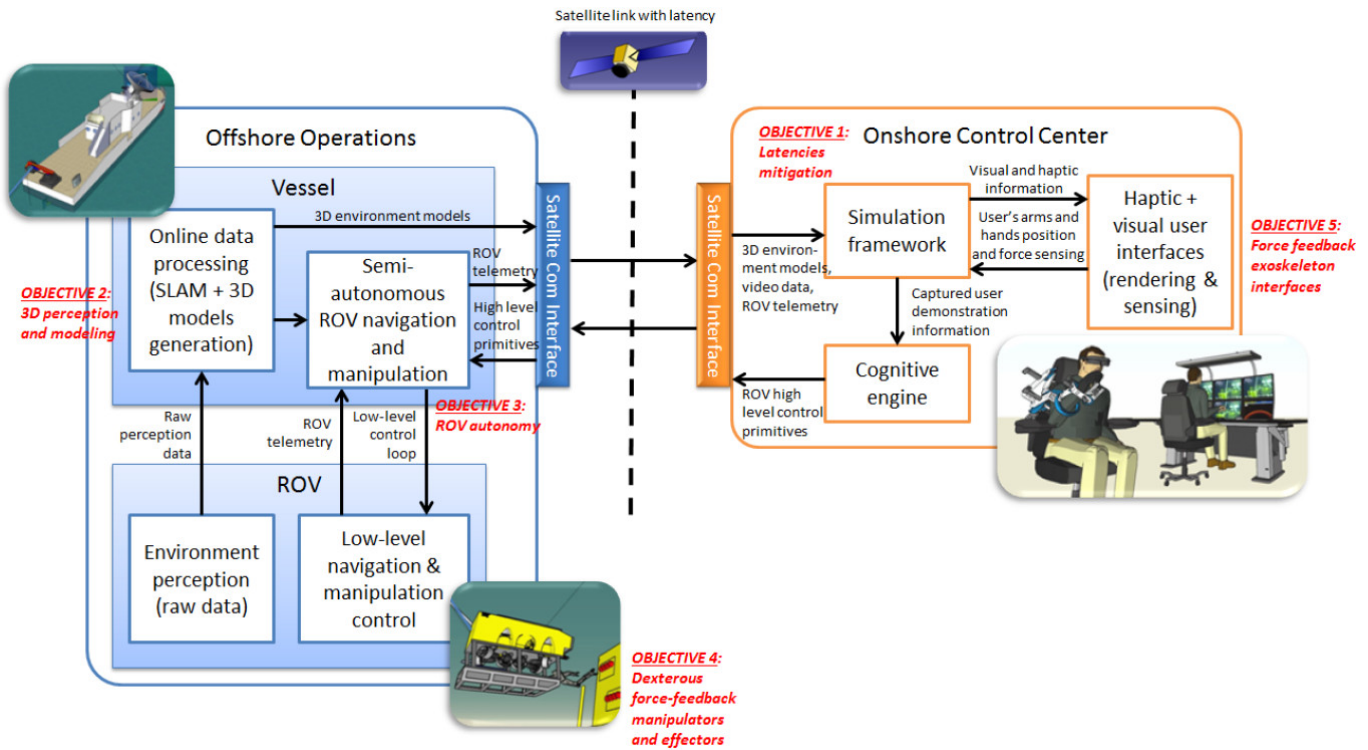 Satellite link with latency
Offshore Operations
Vessel
Online data
processing
(SLAM + 3D
models
generation)
3D environment models
Semi-
autonomous
ROV navigation
and
manipulation
ROV
telemetry
High level
control
primitives
Satellite Com Interface
OBJECTIVE 2:
3D perception
and modeling
OBJECTIVE 3:
ROV autonomy
Raw
perception
data
ROV
telemetry
Low-level
control
loop
ROV
Environment
perception
(raw data)
Low-level
navigation &
manipulation
control
OBJECTIVE 4:
Dexterous
force-feedback
manipulators
and effectors
Satellite Com Interface
OBJECTIVE 1:
Latencies
mitigation
Onshore Control Center
Simulation
framework
Visual and haptic
information
User's arms and
hands position
and force sensing
Haptic +
visual user
interfaces
(rendering &
sensing)
OBJECTIVE 5:
Force feedback
exoskeleton
interfaces
3D environ-
ment models,
video data,
ROV telemetry
Captured user
demonstration
information
Cognitive
engine
ROV high
level control
primitives